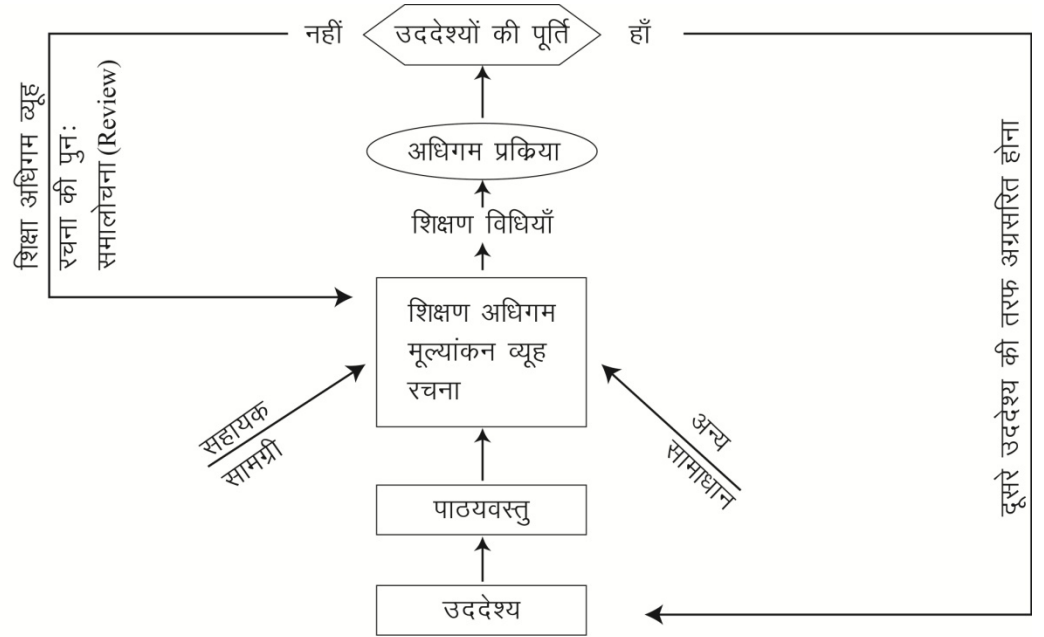 नहीं
उददेश्यों की पूर्ति
हाँ
शिक्षा अधिगम व्यूह
रचना की पुनः
समालोचना (Review)
अधिगम प्रकिया
शिक्षण विधियाँ
शिक्षण अधिगम
मूल्यांकन व्यूह
रचना
सहायक
सामग्री
अन्य
सामाधान
पाठयवस्तु
उददेश्य
दूसरे उददेश्य की तरफ अग्रसरित होना